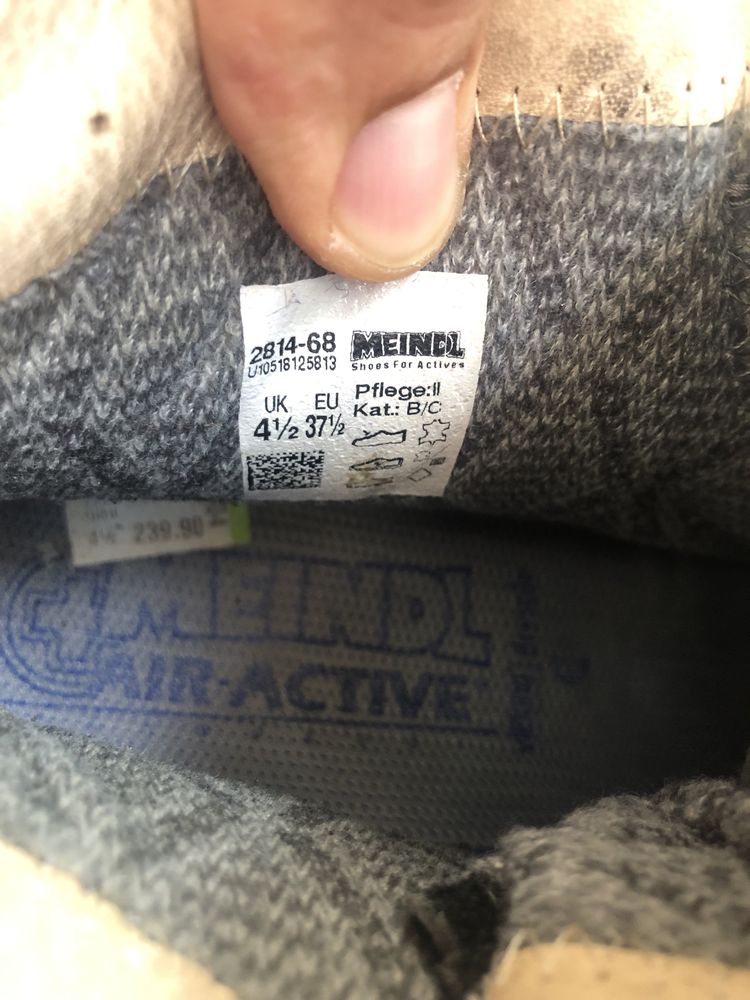 2814-68
U10518125813
MEINDL
Shoes For Actives
UK EU
4½ 37½
Pflege:II
Kat.: B/C
4½ 239.90
MEINDL
AIR-ACTIVE